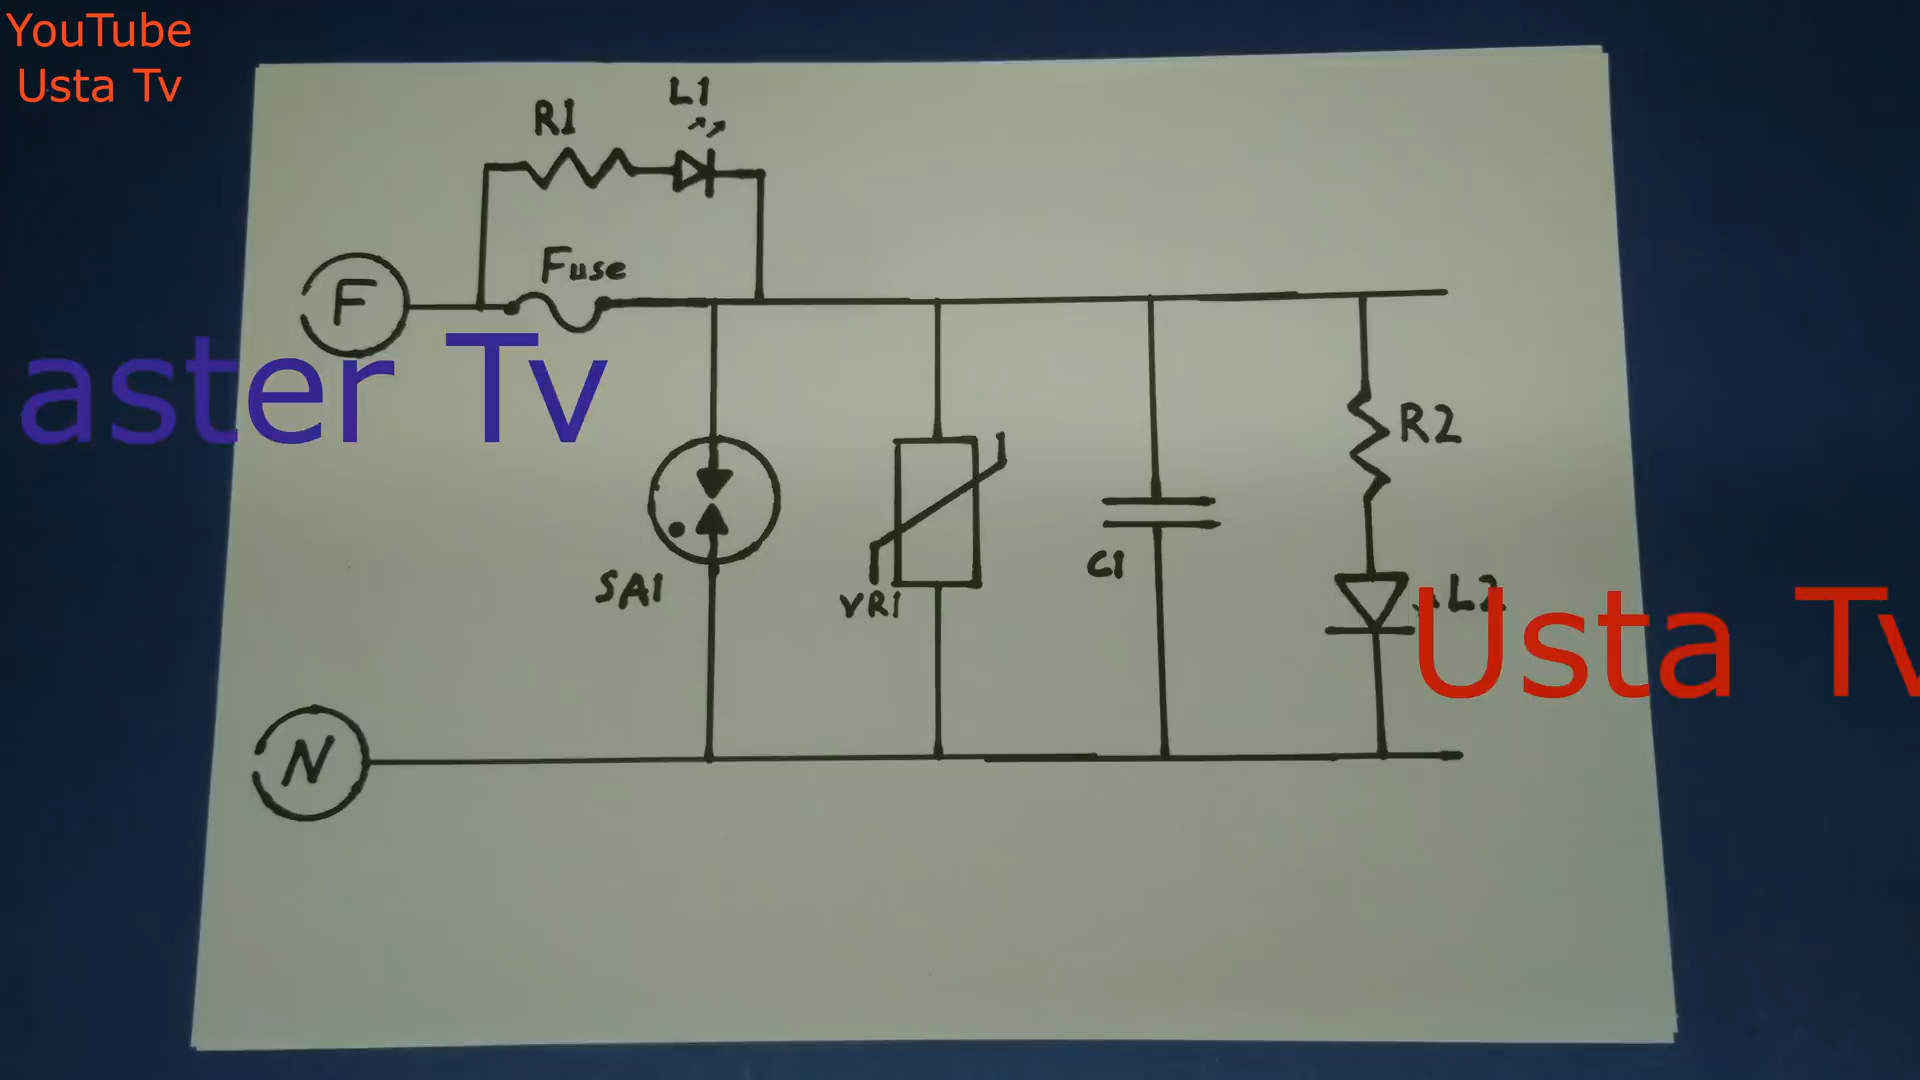 YouTube
Usta Tv
R1
L1
Fuse
F
aster Tv
R2
SA1
VR1
C1
L2
Usta Tv
N